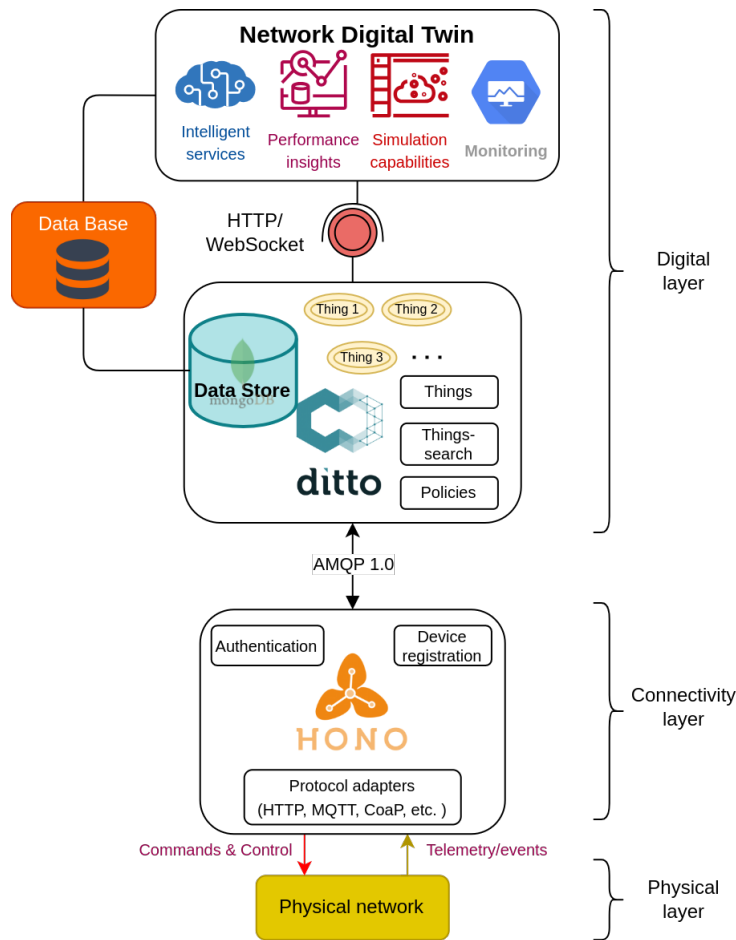 Network Digital Twin
Intelligent
services
Performance
insights
Simulation
capabilities
Monitoring
Data Base
HTTP/
WebSocket
Digital
layer
Thing 1
Thing 2
Thing 3
. . .
Data Store
mongoDB
Things
Things-
search
Policies
ditto
AMQP 1.0
Authentication
Device
registration
HONO
Connectivity
layer
Protocol adapters
(HTTP, MQTT, CoaP, etc. )
Commands & Control
Telemetry/events
Physical network
Physical
layer